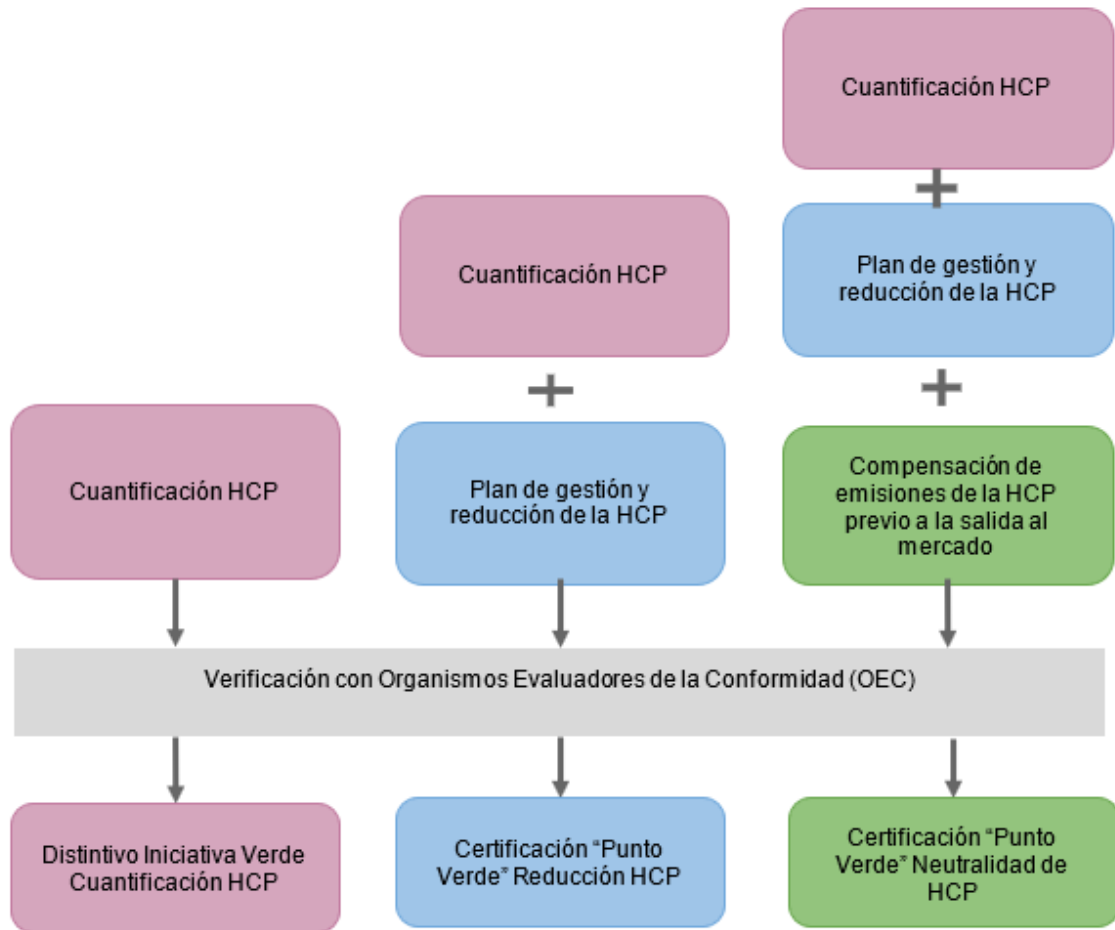 Cuantificación HCP
Cuantificación HCP
Plan de gestión y
reducción de la HCP
Cuantificación HCP
Plan de gestión y
reducción de la HCP
Compensación de
emisiones de la HCP
previo a la salida al
mercado
Verificación con Organismos Evaluadores de la Conformidad (OEC)
Distintivo Iniciativa Verde
Cuantificación HCP
Certificación “Punto
Verde” Reducción HCP
Certificación “Punto
Verde” Neutralidad de
HCP